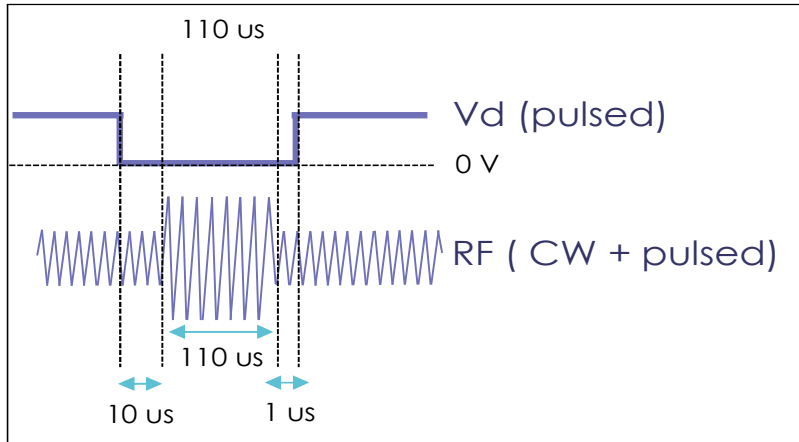 110 us
Vd (pulsed)
0 V
RF ( CW + pulsed)
110 us
10 us
1 us